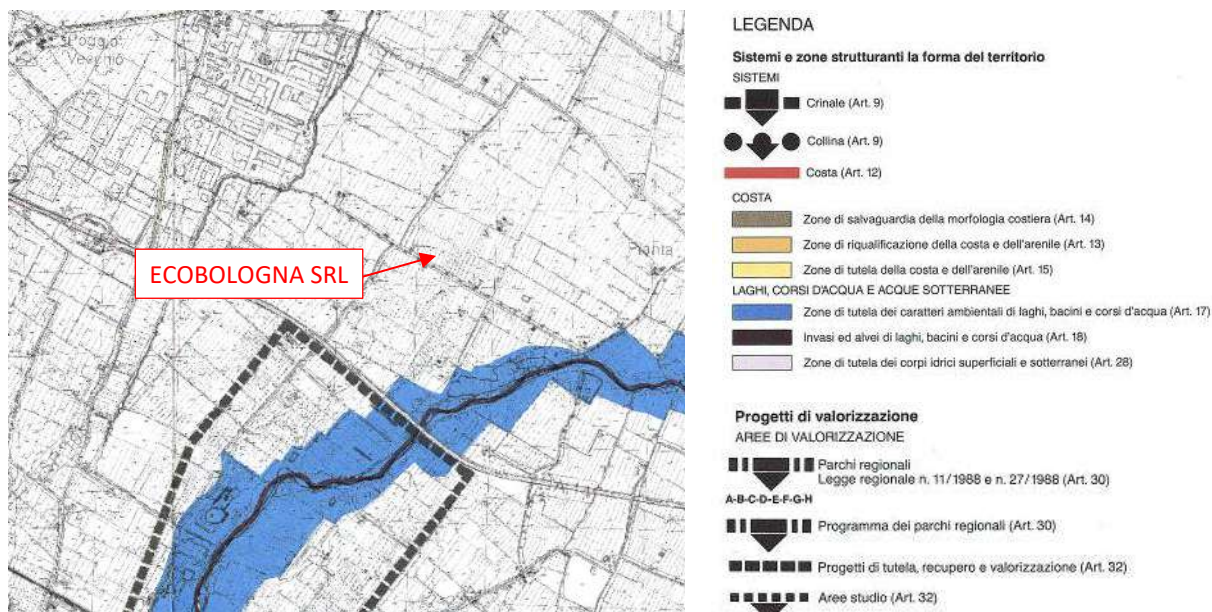 Poggio
Vecchio
ECOBOLOGNA SRL
Pianta
LEGENDA
Sistemi e zone strutturanti la forma del territorio
SISTEMI
Crinale (Art. 9)
Collina (Art. 9)
Costa (Art. 12)
COSTA
Zone di salvaguardia della morfologia costiera (Art. 14)
Zone di riqualificazione della costa e dell'arenile (Art. 13)
Zone di tutela della costa e dell'arenile (Art. 15)
LAGHI, CORSI D'ACQUA E ACQUE SOTTERRANEE
Zone di tutela dei caratteri ambientali di laghi, bacini e corsi d'acqua (Art. 17)
Invasi ed alvei di laghi, bacini e corsi d'acqua (Art. 18)
Zone di tutela dei corpi idrici superficiali e sotterranei (Art. 28)
Progetti di valorizzazione
AREE DI VALORIZZAZIONE
Parchi regionali
Legge regionale n. 11/1988 e n. 27/1988 (Art. 30)
A-B-C-D-E-F-G-H
Programma dei parchi regionali (Art. 30)
Progetti di tutela, recupero e valorizzazione (Art. 32)
Aree studio (Art. 32)